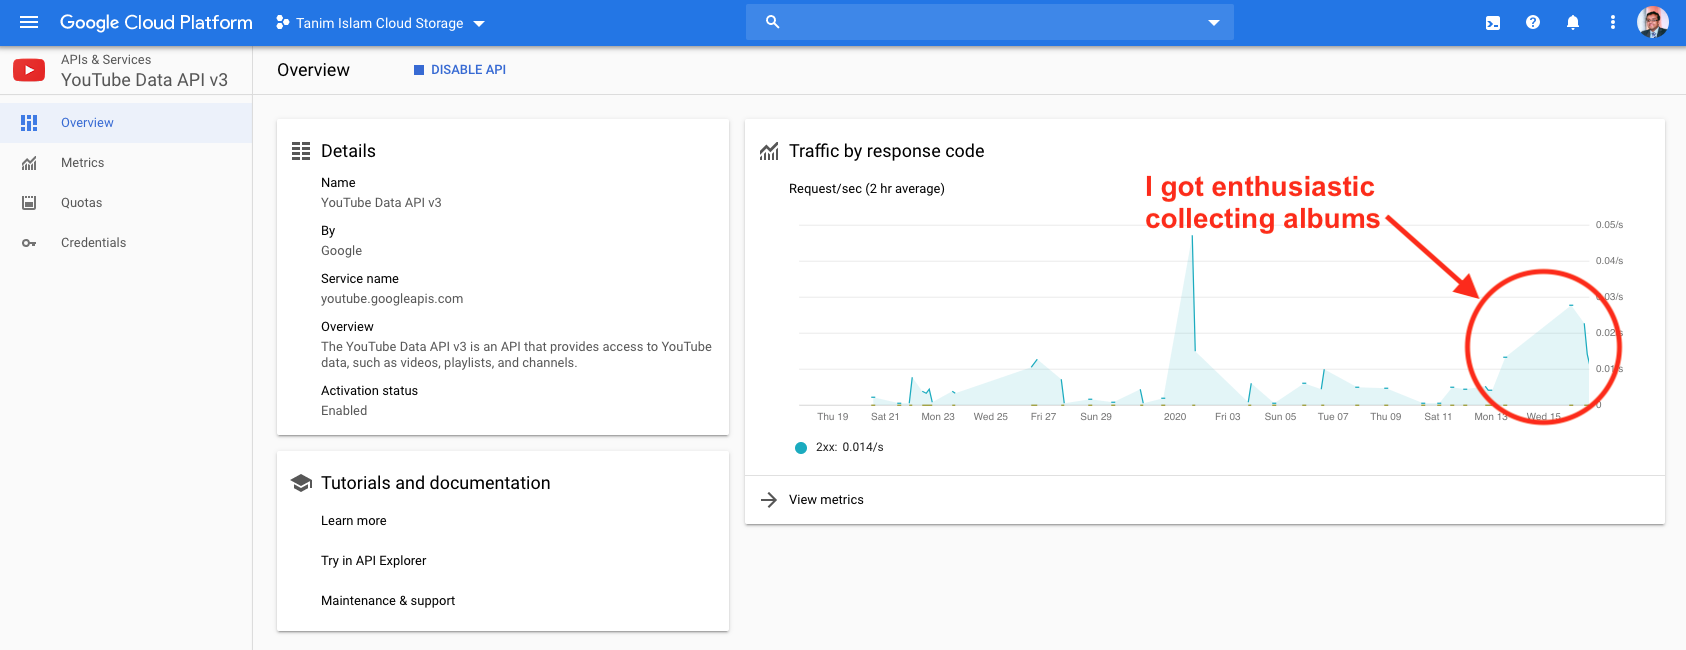 Google Cloud Platform
Tanim Islam Cloud Storage
APIs & Services
YouTube Data API v3
Overview
DISABLE API
Overview
Metrics
Quotas
Credentials
Details
Name
YouTube Data API v3
By
Google
Service name
youtube.googleapis.com
Overview
The YouTube Data API v3 is an API that provides access to YouTube
data, such as videos, playlists, and channels.
Activation status
Enabled
Tutorials and documentation
Learn more
Try in API Explorer
Maintenance & support
Traffic by response code
Request/sec (2 hr average)
I got enthusiastic
collecting albums
0.05/s
0.04/s
0.03/s
0.02/s
0.01/s
0
Thu 19 Sat 21 Mon 23 Wed 25 Fri 27 Sun 29 2020 Fri 03 Sun 05 Tue 07 Thu 09 Sat 11 Mon 13 Wed 15
2xx: 0.014/s
View metrics